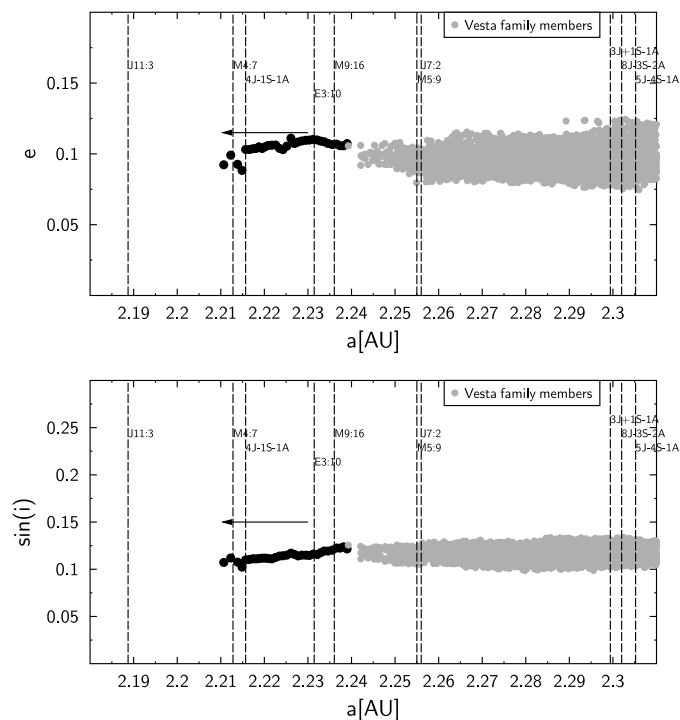 Vesta family members
0.15
0.1
0.05
e
J11:3
M4:7
4J-1S-1A
E3:10
M9:16
J7:2
M5:9
3J+1S-1A
8J-3S-2A
5J-4S-1A
2.19 2.2 2.21 2.22 2.23 2.24 2.25 2.26 2.27 2.28 2.29 2.3
a[AU]
Vesta family members
0.25
0.2
0.15
0.1
0.05
sin(i)
J11:3
M4:7
4J-1S-1A
E3:10
M9:16
J7:2
M5:9
3J+1S-1A
8J-3S-2A
5J-4S-1A
2.19 2.2 2.21 2.22 2.23 2.24 2.25 2.26 2.27 2.28 2.29 2.3
a[AU]